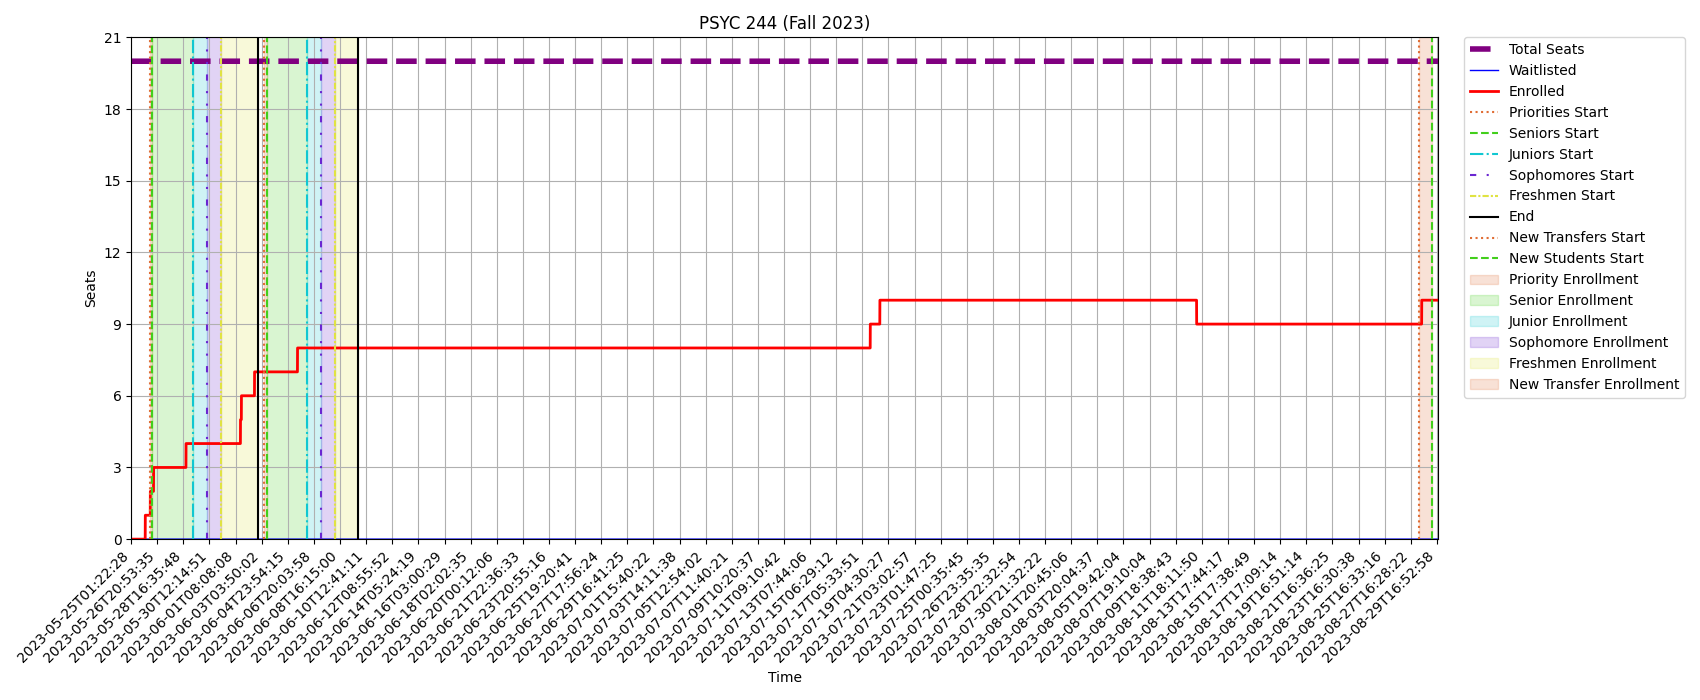 PSYC 244 (Fall 2023)
Seats
21
18
15
12
9
6
3
0
2023-05-25T01:22:28
2023-05-26T20:53:35
2023-05-28T16:35:48
2023-05-30T12:14:51
2023-06-01T08:08:08
2023-06-03T03:50:02
2023-06-04T23:54:15
2023-06-06T20:03:58
2023-06-08T16:15:00
2023-06-10T12:41:11
2023-06-12T08:55:52
2023-06-14T05:24:19
2023-06-16T03:00:29
2023-06-18T02:02:35
2023-06-20T00:12:06
2023-06-21T22:36:33
2023-06-23T20:55:16
2023-06-25T19:20:41
2023-06-27T17:56:24
2023-06-29T16:41:25
2023-07-01T15:40:22
2023-07-03T14:11:38
2023-07-05T12:54:02
2023-07-07T11:40:21
2023-07-09T10:20:37
2023-07-11T09:10:42
2023-07-13T07:44:06
2023-07-15T06:29:12
2023-07-17T05:33:51
2023-07-19T04:30:27
2023-07-21T03:02:57
2023-07-23T01:47:25
2023-07-25T00:35:45
2023-07-26T23:35:35
2023-07-28T22:32:54
2023-07-30T21:32:22
2023-08-01T20:45:06
2023-08-03T20:04:37
2023-08-05T19:42:04
2023-08-07T19:10:04
2023-08-09T18:38:43
2023-08-11T18:11:50
2023-08-13T17:44:17
2023-08-15T17:38:49
2023-08-17T17:09:14
2023-08-19T16:51:14
2023-08-21T16:36:25
2023-08-23T16:30:38
2023-08-25T16:33:16
2023-08-27T16:28:22
2023-08-29T16:52:58
Time
Total Seats
Waitlisted
Enrolled
Priorities Start
Seniors Start
Juniors Start
Sophomores Start
Freshmen Start
End
New Transfers Start
New Students Start
Priority Enrollment
Senior Enrollment
Junior Enrollment
Sophomore Enrollment
Freshmen Enrollment
New Transfer Enrollment